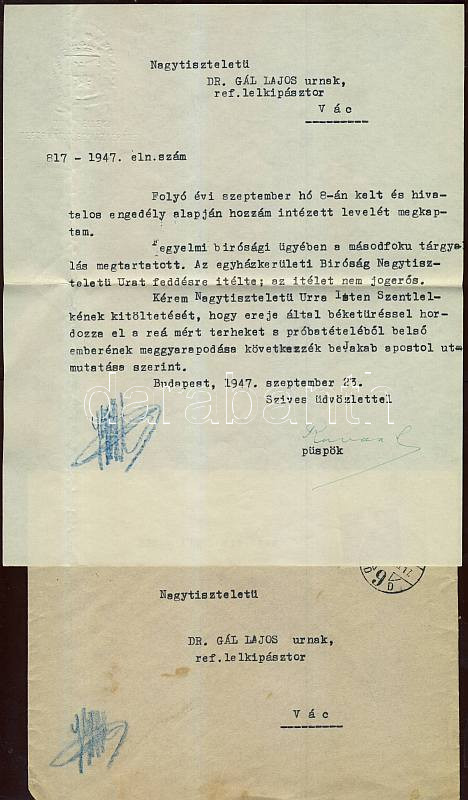 Nagytiszteletü
DR. GÁL LAJOS urnak,
ref.lelkipásztor
V á c
817 - 1947. eln.szám
Folyó évi szeptember hó 8-án kelt és hiva-
talos engedély alapján hozzám intézett levelét megkap-
tam.
Fegyelmi birósági ügyében a másodfoku tárgya-
lás megtartatott. Az egyházkerületi Biróság Nagytisz-
teletü Urat feddésre itélte; az itélet nem jogerős.
Kérem Nagytiszteletü Urra Isten Szentlel-
kének kitöltetését, hogy ereje által béketüréssel hor-
dozza el a reá mért terheket s próbatételéből belső
emberének meggyarapodása következzék be Jakab apostol ut-
mutatása szerint.
Budapest, 1947. szeptember 23.
Szives üdvözlettel
darabanth
Ravasz L
püspök
6
Nagytiszteletü
DR. GÁL LAJOS urnak,
ref.lelkipásztor
V á c